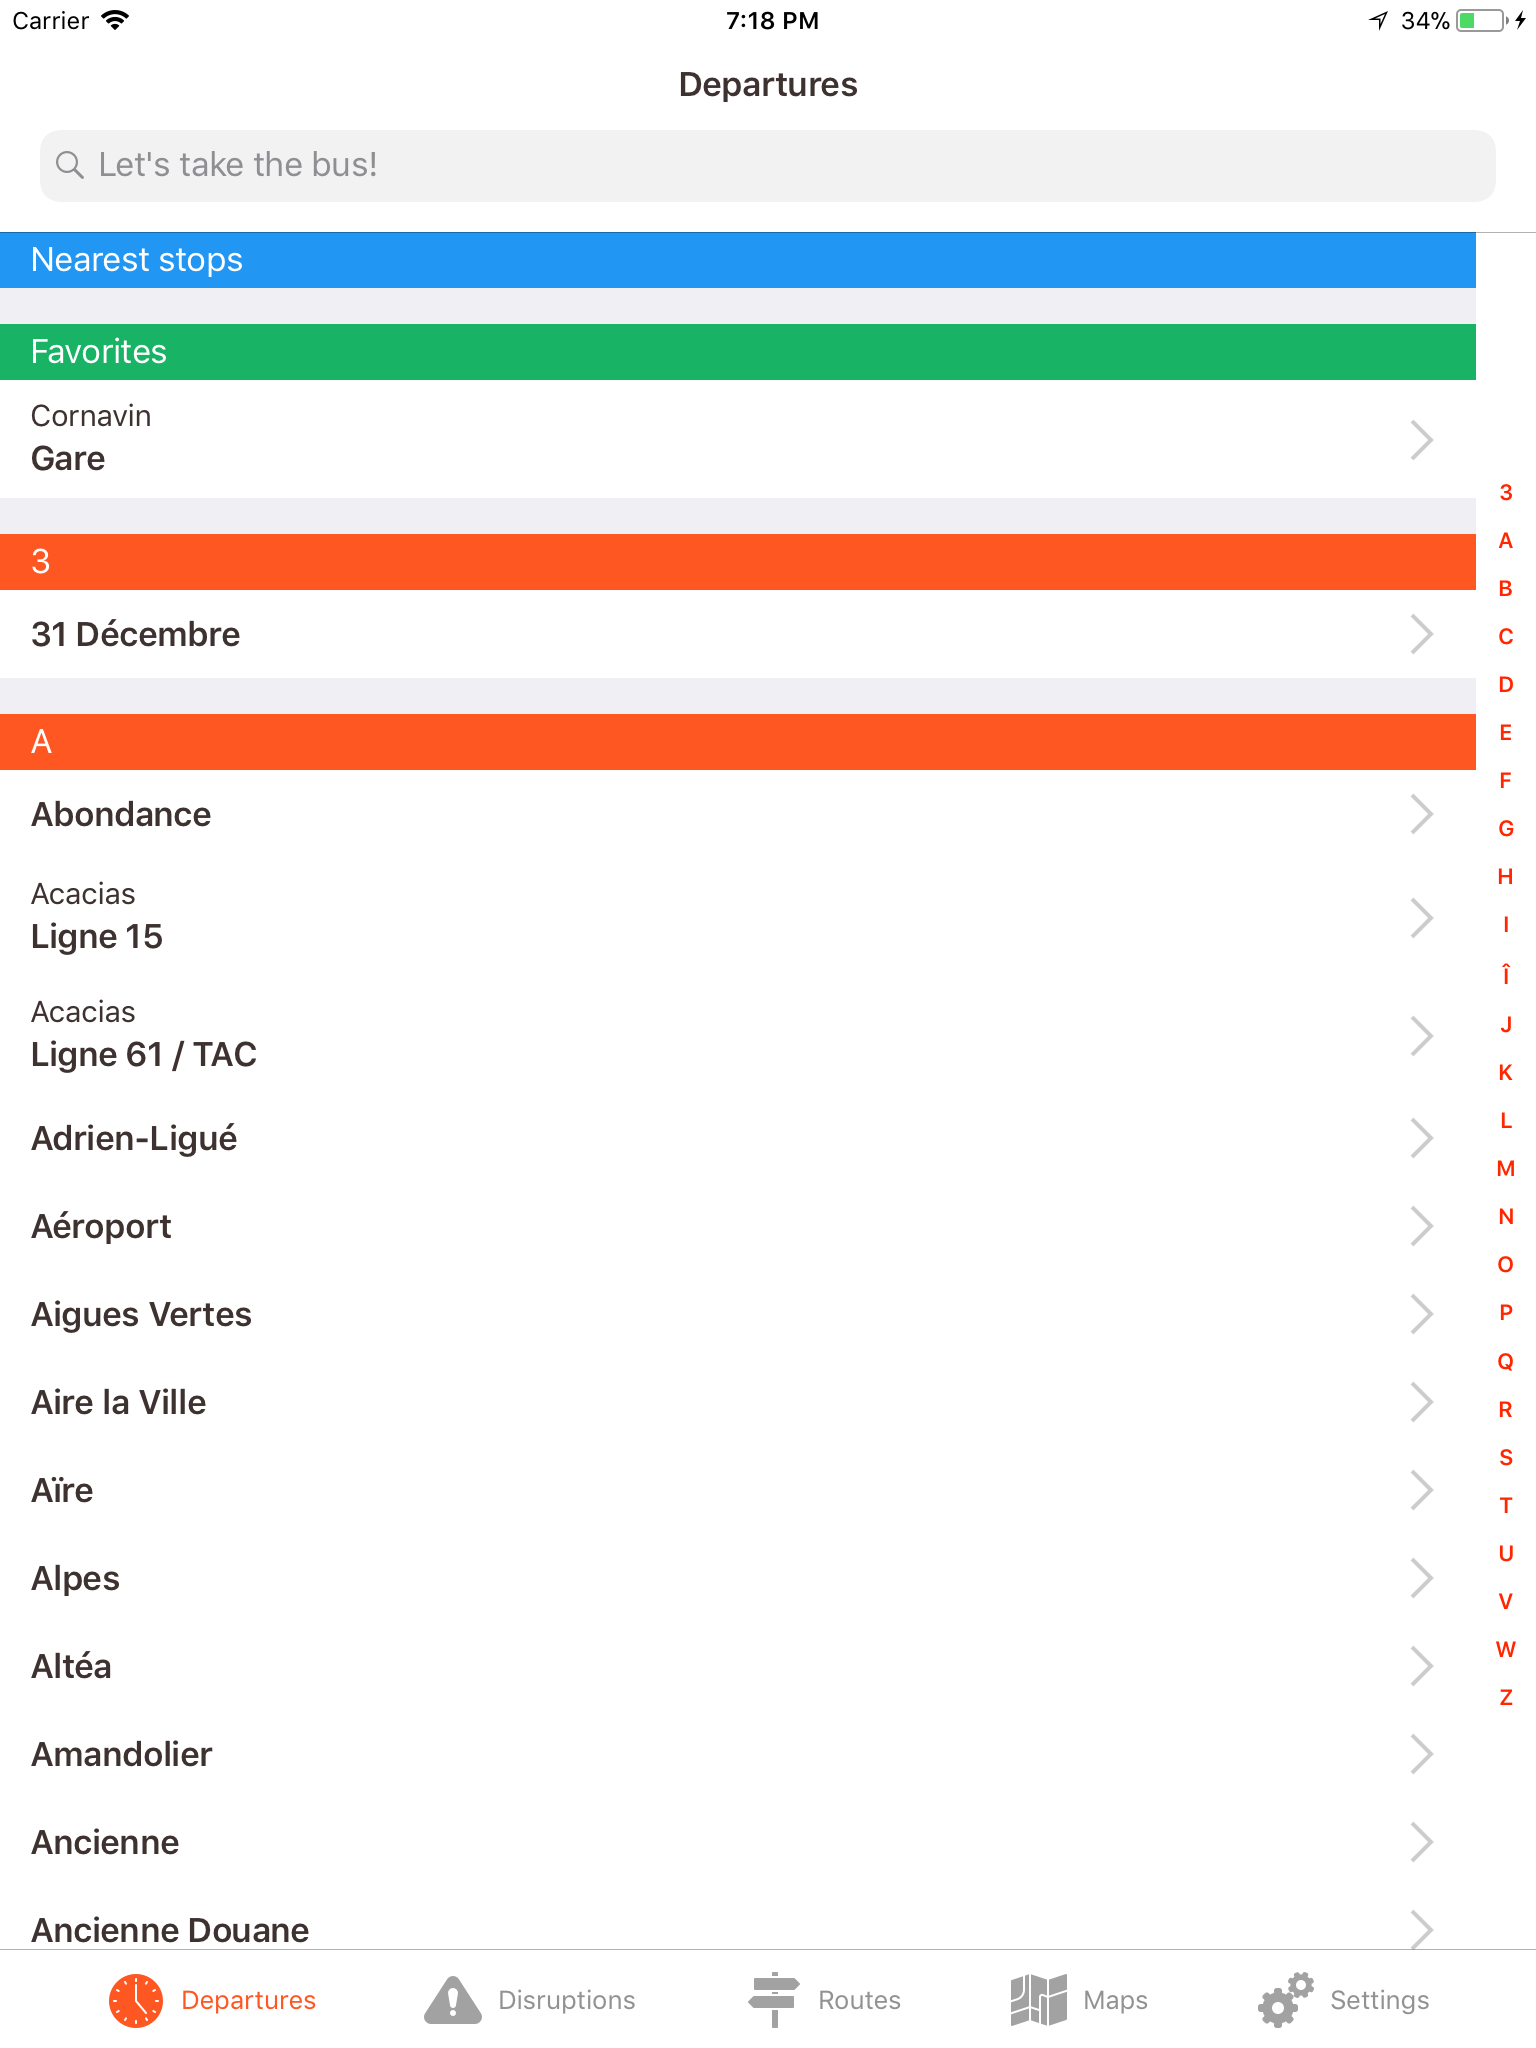 Carrier 7:18 PM 34%
Departures
Let's take the bus!
Nearest stops
Favorites
Cornavin
Gare
3
31 Décembre
A
Abondance
Acacias
Ligne 15
Acacias
Ligne 61 / TAC
Adrien-Ligué
Aéroport
Aigues Vertes
Aire la Ville
Aïre
Alpes
Altéa
Amandolier
Ancienne
Ancienne Douane
3
A
B
C
D
E
F
G
H
I
Î
J
K
L
M
N
O
P
Q
R
S
T
U
V
W
Z
Departures Disruptions Routes Maps Settings